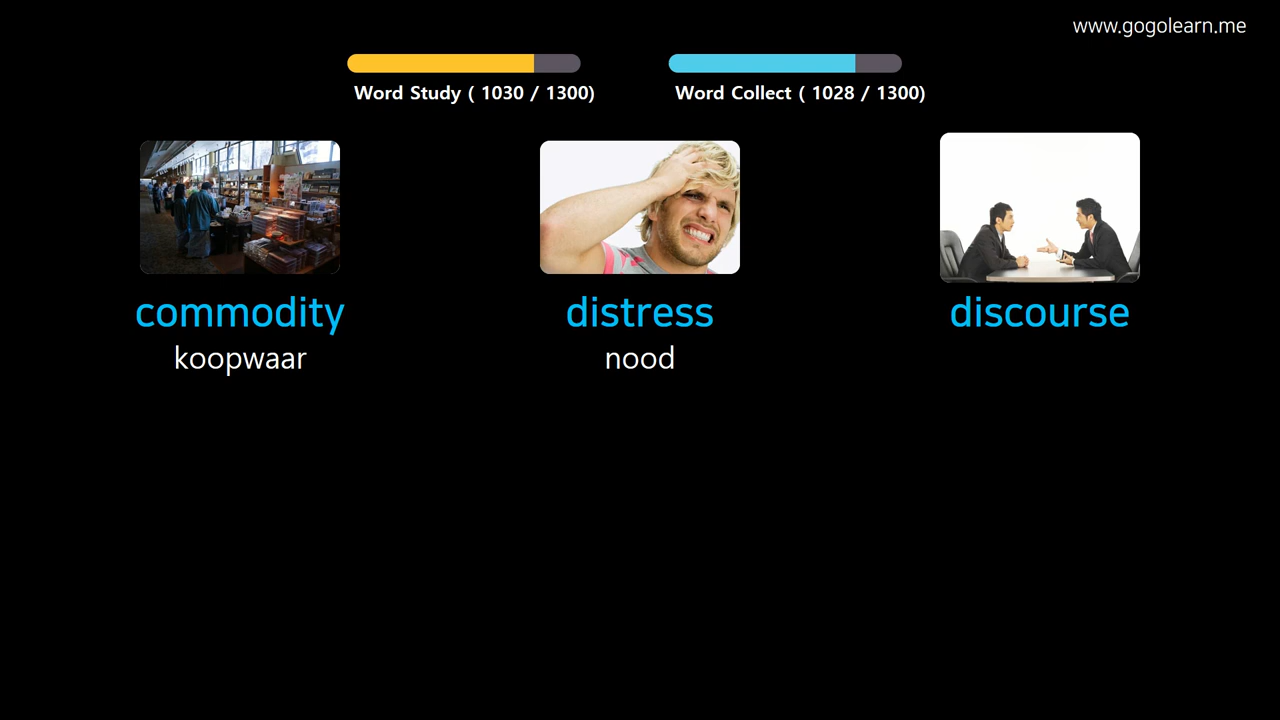 www.gogolearn.me
Word Study ( 1030 / 1300)
Word Collect ( 1028 / 1300)
commodity
koopwaar
distress
nood
discourse